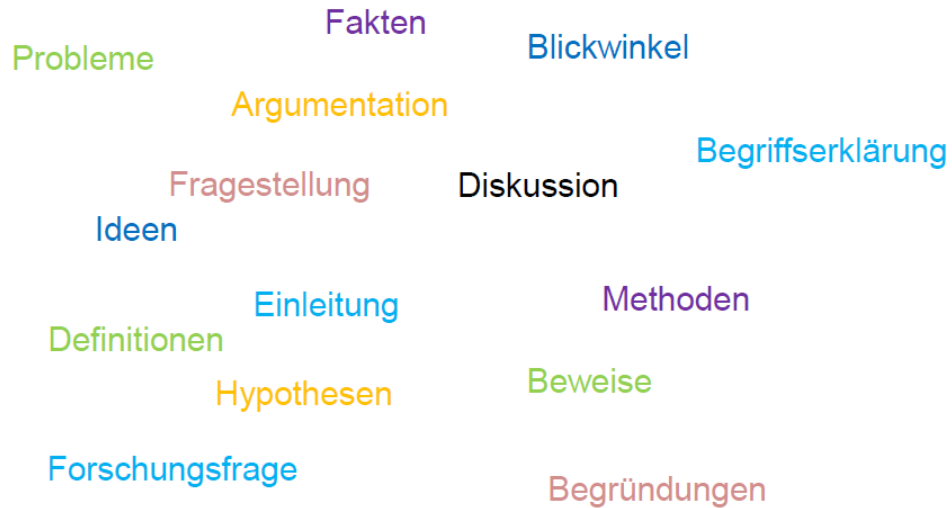 Fakten
Blickwinkel
Probleme
Argumentation
Begriffserklärung
Fragestellung
Diskussion
Ideen
Einleitung
Methoden
Definitionen
Hypothesen
Beweise
Forschungsfrage
Begründungen